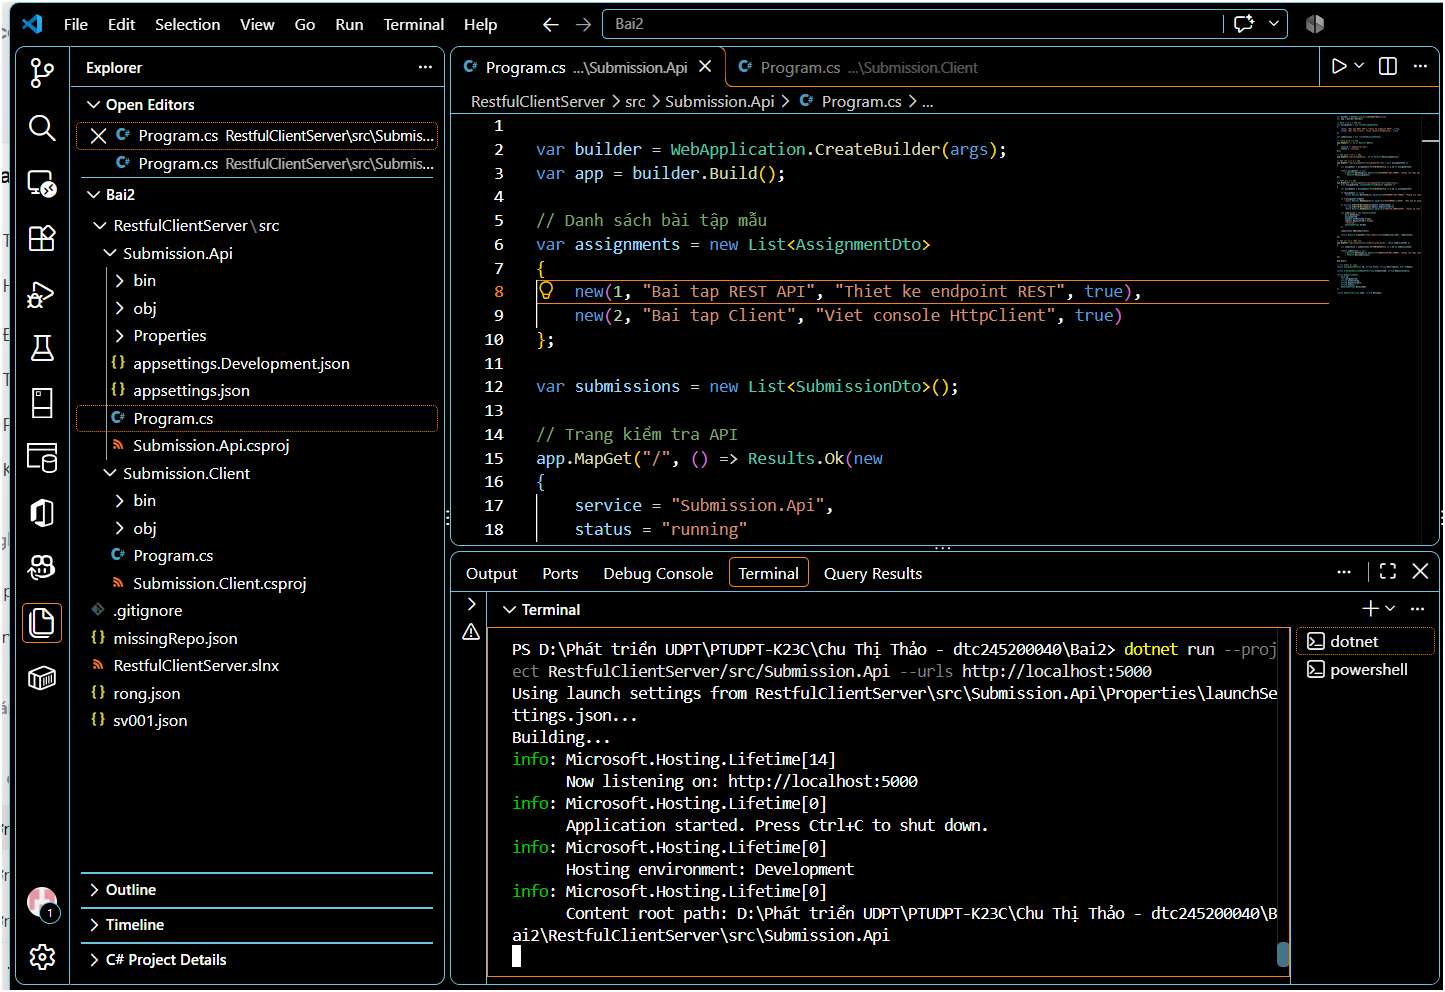 File Edit Selection View Go Run Terminal Help
Bai2
Explorer
Open Editors
Program.cs RestfulClientServer\src\Submis...
Program.cs RestfulClientServer\src\Submis...
Bai2
RestfulClientServer\src
Submission.Api
bin
obj
Properties
appsettings.Development.json
appsettings.json
Program.cs
Submission.Api.csproj
Submission.Client
bin
obj
Program.cs
Submission.Client.csproj
.gitignore
missingRepo.json
RestfulClientServer.slnx
rong.json
sv001.json
Outline
Timeline
C# Project Details
1
Program.cs ...\Submission.Api
Program.cs ...\Submission.Client
RestfulClientServer > src > Submission.Api > Program.cs > ...
1
2 var builder = WebApplication.CreateBuilder(args);
3 var app = builder.Build();
4
5 // Danh sách bài tập mẫu
6 var assignments = new List<AssignmentDto>
7 {
8 new(1, "Bai tap REST API", "Thiet ke endpoint REST", true),
9 new(2, "Bai tap Client", "Viet console HttpClient", true)
10 };
11
12 var submissions = new List<SubmissionDto>();
13
14 // Trang kiểm tra API
15 app.MapGet("/", () => Results.Ok(new
16 {
17 service = "Submission.Api",
18 status = "running"
Output Ports Debug Console Terminal Query Results
Terminal
PS D:\Phát triển UDPT\PTUDPT-K23C\Chu Thị Thảo - dtc245200040\Bai2> dotnet run --proj
ect RestfulClientServer/src/Submission.Api --urls http://localhost:5000
Using launch settings from RestfulClientServer\src\Submission.Api\Properties\launchSe
ttings.json...
Building...
info: Microsoft.Hosting.Lifetime[14]
Now listening on: http://localhost:5000
info: Microsoft.Hosting.Lifetime[0]
Application started. Press Ctrl+C to shut down.
info: Microsoft.Hosting.Lifetime[0]
Hosting environment: Development
info: Microsoft.Hosting.Lifetime[0]
Content root path: D:\Phát triển UDPT\PTUDPT-K23C\Chu Thị Thảo - dtc245200040\B
ai2\RestfulClientServer\src\Submission.Api
dotnet
powershell